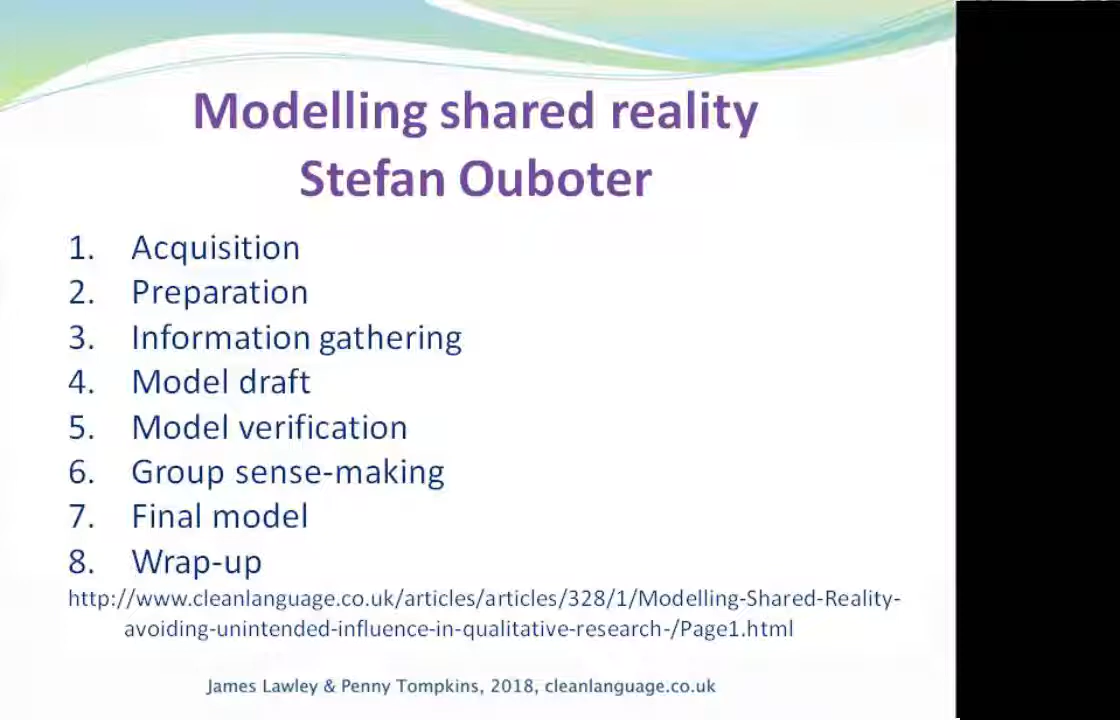 Modelling shared reality
Stefan Ouboter
1. Acquisition
2. Preparation
3. Information gathering
4. Model draft
5. Model verification
6. Group sense-making
7. Final model
8. Wrap-up
http://www.cleanlanguage.co.uk/articles/articles/328/1/Modelling-Shared-Reality-
avoiding-unintended-influence-in-qualitative-research-/Page1.html
James Lawley & Penny Tompkins, 2018, cleanlanguage.co.uk